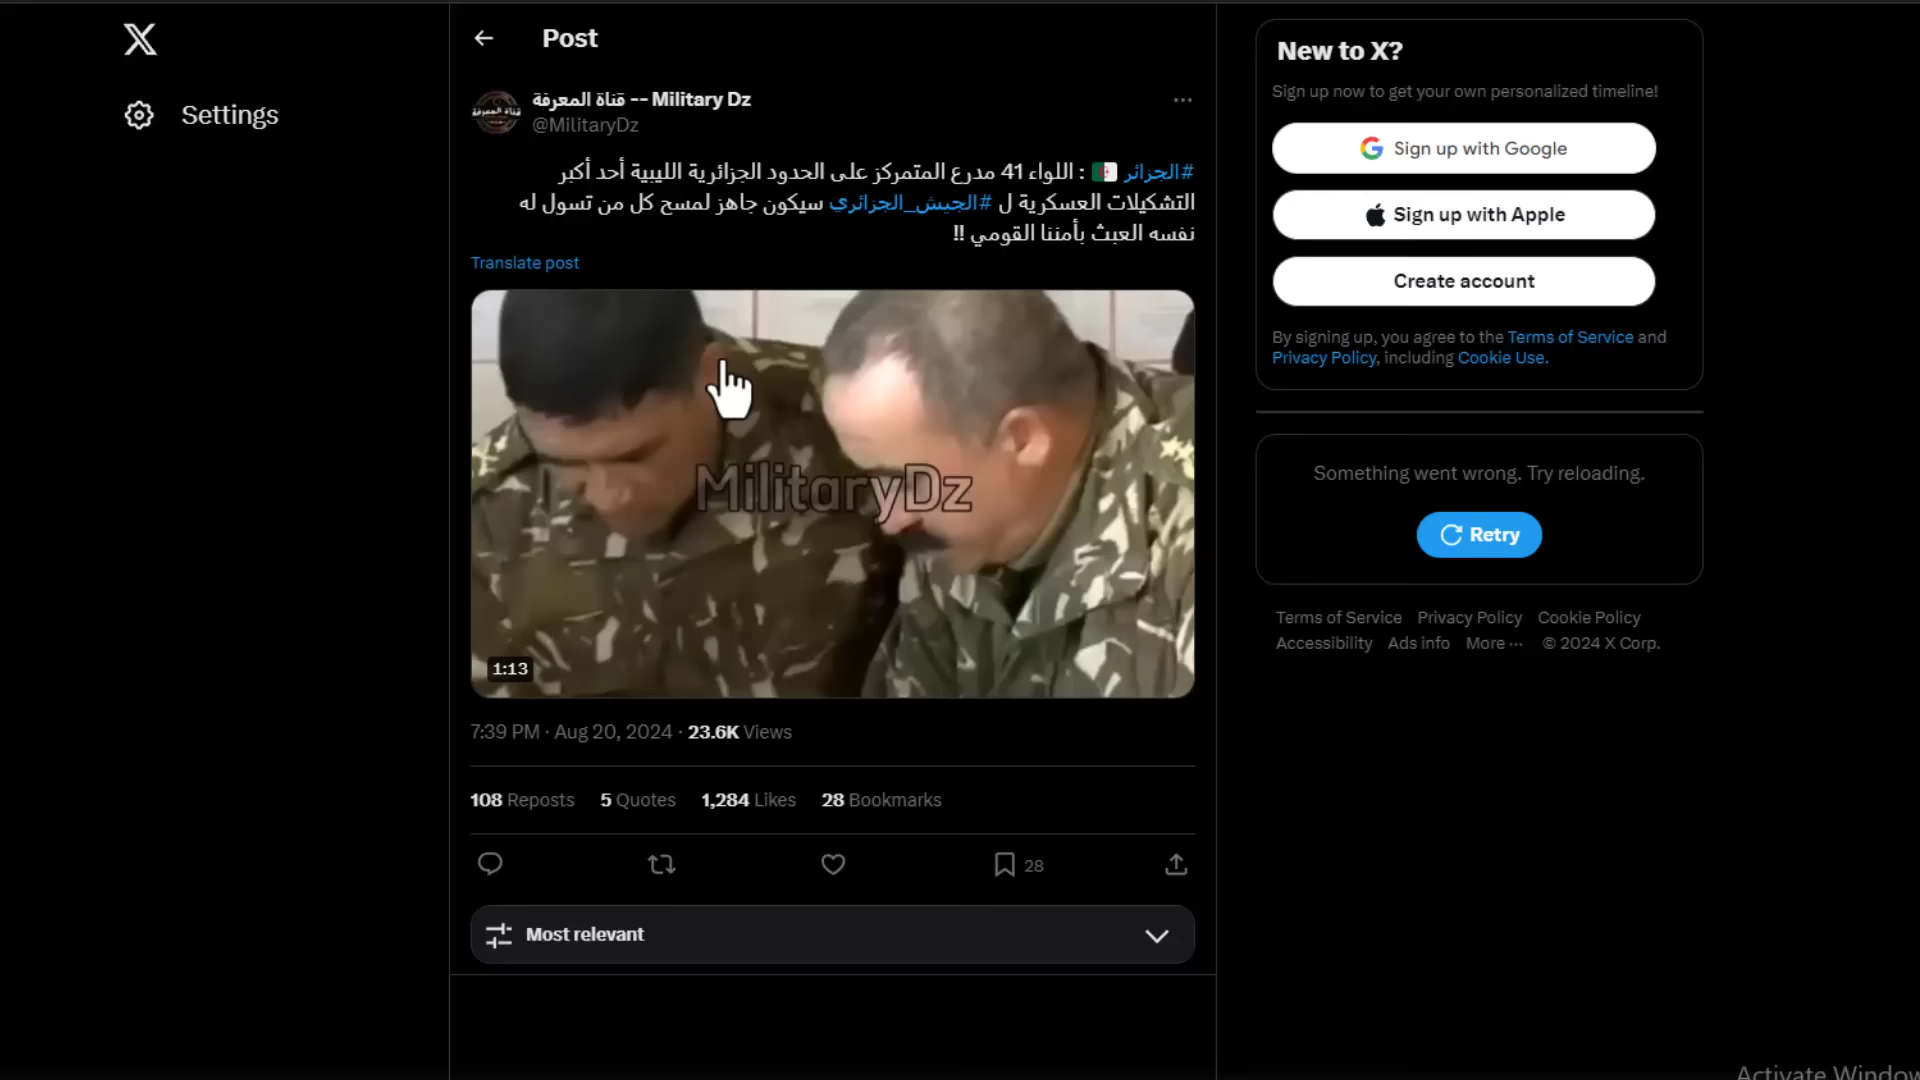 Settings
Post
قناة المعرفة -- Military Dz
@MilitaryDz
#الجزائر 🇩🇿 : اللواء 41 مدرع المتمركز على الحدود الجزائرية الليبية أحد أكبر
التشكيلات العسكرية ل #الجيش_الجزائري سيكون جاهز لمسح كل من تسول له
نفسه العبث بأمننا القومي !!
Translate post
MilitaryDz
1:13
7:39 PM · Aug 20, 2024 · 23.6K Views
108 Reposts 5 Quotes 1,284 Likes 28 Bookmarks
28
Most relevant
New to X?
Sign up now to get your own personalized timeline!
Sign up with Google
Sign up with Apple
Create account
By signing up, you agree to the Terms of Service and
Privacy Policy, including Cookie Use.
Something went wrong. Try reloading.
Retry
Terms of Service Privacy Policy Cookie Policy
Accessibility Ads info More ··· © 2024 X Corp.
Activate Window